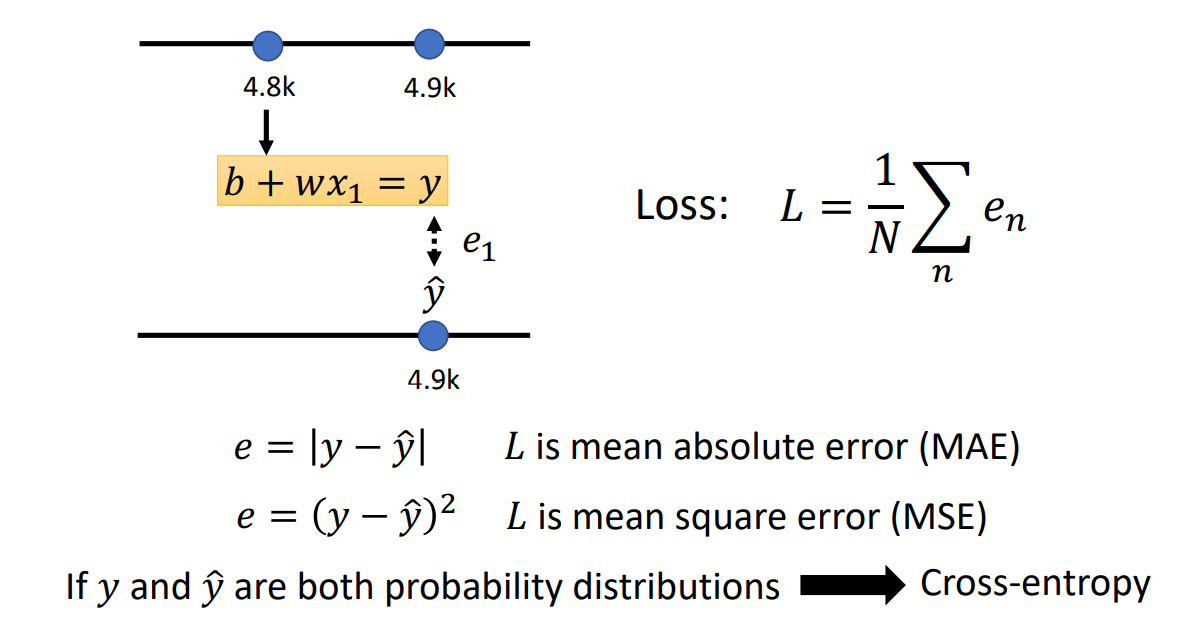 4.8k 4.9k
b + wx₁ = y
e₁
ŷ
4.9k
Loss: L = 1/N ∑ₙ eₙ
e = |y − ŷ| L is mean absolute error (MAE)
e = (y − ŷ)² L is mean square error (MSE)
If y and ŷ are both probability distributions Cross-entropy